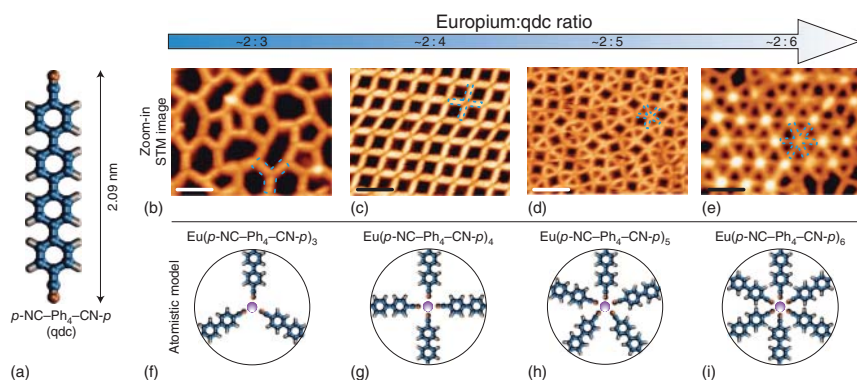 Europium:qdc ratio
~2 : 3
~2 : 4
~2 : 5
~2 : 6
2.09 nm
Zoom-in
STM image
(b)
(c)
(d)
(e)
p-NC–Ph₄–CN-p
(qdc)
(a)
Atomistic model
Eu(p-NC–Ph₄–CN-p)₃
Eu(p-NC–Ph₄–CN-p)₄
Eu(p-NC–Ph₄–CN-p)₅
Eu(p-NC–Ph₄–CN-p)₆
(f)
(g)
(h)
(i)